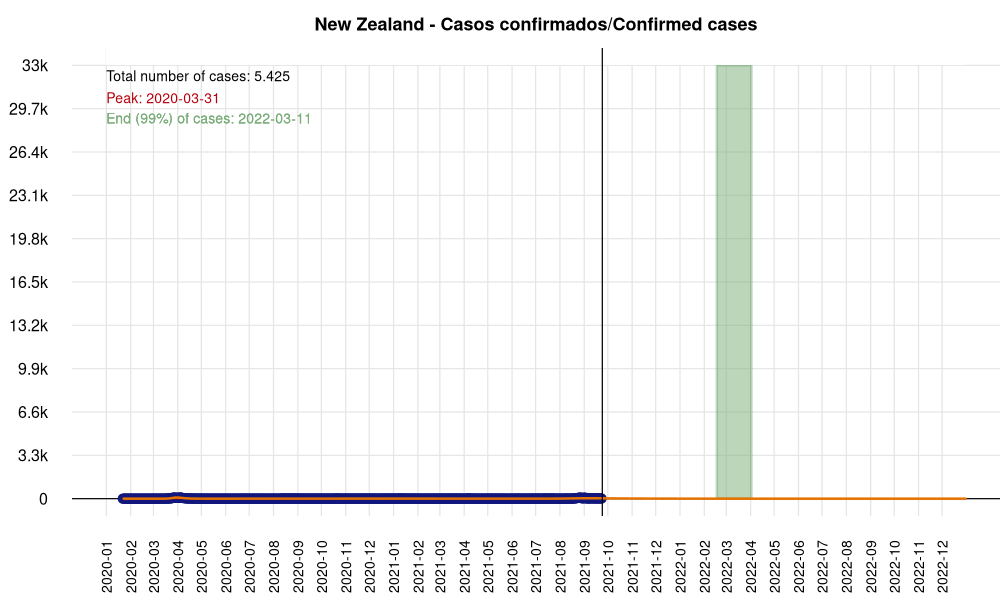 New Zealand - Casos confirmados/Confirmed cases
Total number of cases: 5.425
Peak: 2020-03-31
End (99%) of cases: 2022-03-11
33k
29.7k
26.4k
23.1k
19.8k
16.5k
13.2k
9.9k
6.6k
3.3k
0
2020-01
2020-02
2020-03
2020-04
2020-05
2020-06
2020-07
2020-08
2020-09
2020-10
2020-11
2020-12
2021-01
2021-02
2021-03
2021-04
2021-05
2021-06
2021-07
2021-08
2021-09
2021-10
2021-11
2021-12
2022-01
2022-02
2022-03
2022-04
2022-05
2022-06
2022-07
2022-08
2022-09
2022-10
2022-11
2022-12